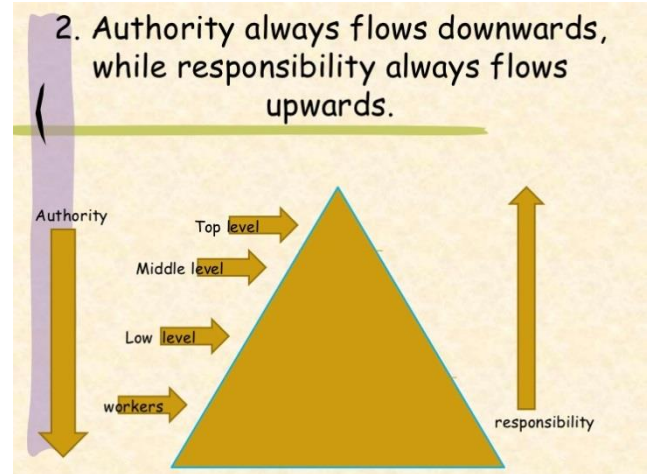 2. Authority always flows downwards,
while responsibility always flows
upwards.
Authority
Top level
Middle level
Low level
workers
responsibility